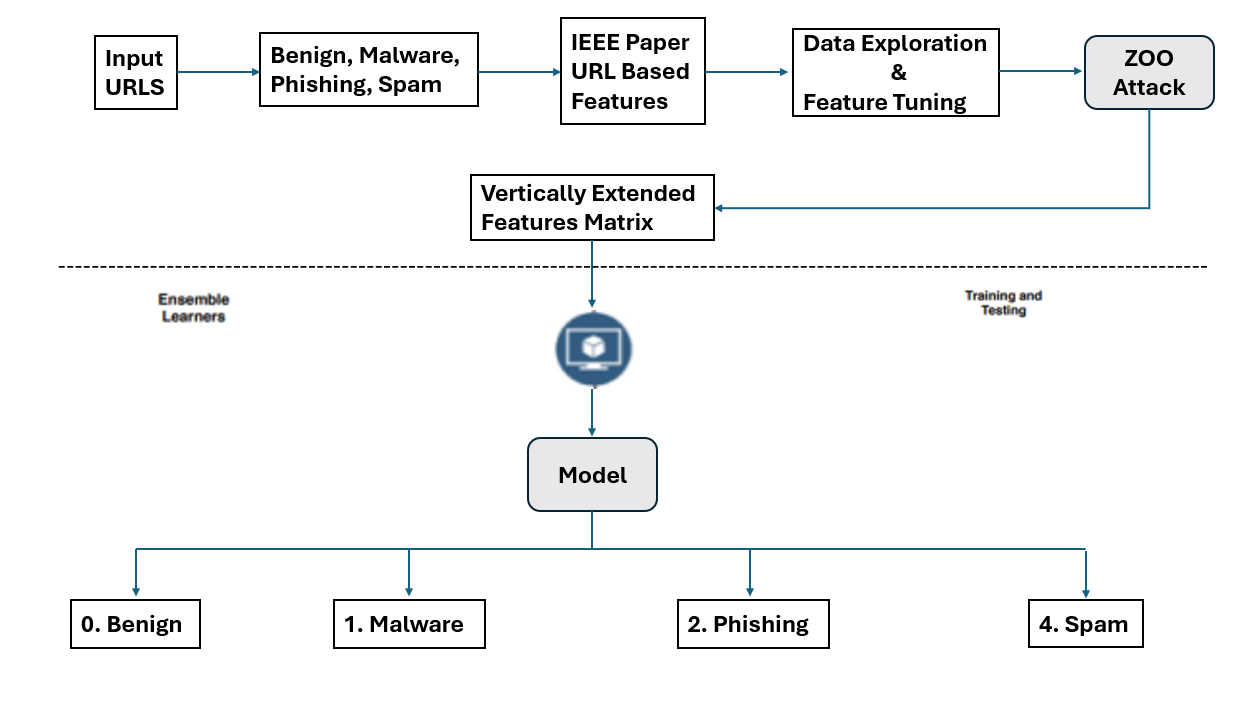 Input
URLS
Benign, Malware,
Phishing, Spam
IEEE Paper
URL Based
Features
Data Exploration
&
Feature Tuning
ZOO
Attack
Vertically Extended
Features Matrix
Ensemble
Learners
Training and
Testing
Model
0. Benign
1. Malware
2. Phishing
4. Spam